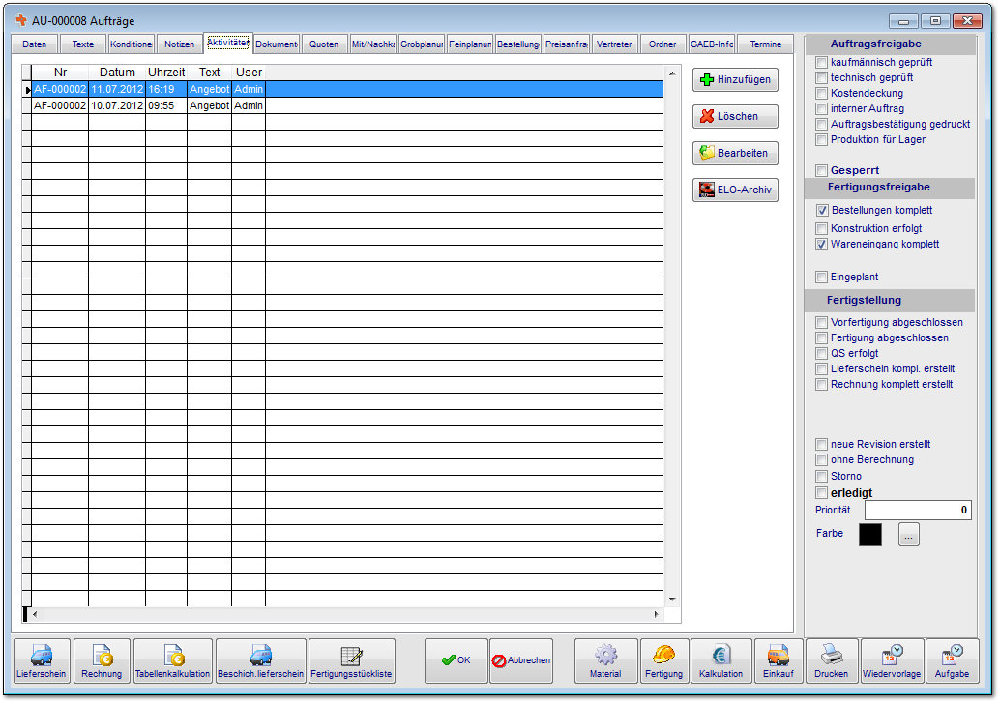 AU-000008 Aufträge
Daten Texte Konditione Notizen Aktivitäten Dokument Quoten Mit/Nachka Grobplanun Feinplanun Bestellung Preisanfra Vertreter Ordner GAEB-Info Termine
Nr Datum Uhrzeit Text User
AF-000002 11.07.2012 16:19 Angebot Admin
AF-000002 10.07.2012 09:55 Angebot Admin
Hinzufügen
Löschen
Bearbeiten
ELO-Archiv
Auftragsfreigabe
kaufmännisch geprüft
technisch geprüft
Kostendeckung
interner Auftrag
Auftragsbestätigung gedruckt
Produktion für Lager
Gesperrt
Fertigungsfreigabe
Bestellungen komplett
Konstruktion erfolgt
Wareneingang komplett
Eingeplant
Fertigstellung
Vorfertigung abgeschlossen
Fertigung abgeschlossen
QS erfolgt
Lieferschein kompl. erstellt
Rechnung komplett erstellt
neue Revision erstellt
ohne Berechnung
Storno
erledigt
Priorität 0
Farbe ...
Lieferschein Rechnung Tabellenkalkulation Beschich.lieferschein Fertigungsstückliste OK Abbrechen Material Fertigung Kalkulation Einkauf Drucken Wiedervorlage Aufgabe